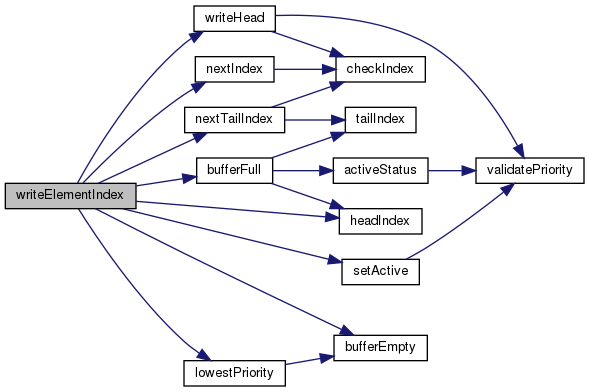 writeHead
nextIndex
checkIndex
nextTailIndex
tailIndex
bufferFull
activeStatus
validatePriority
writeElementIndex
headIndex
setActive
bufferEmpty
lowestPriority